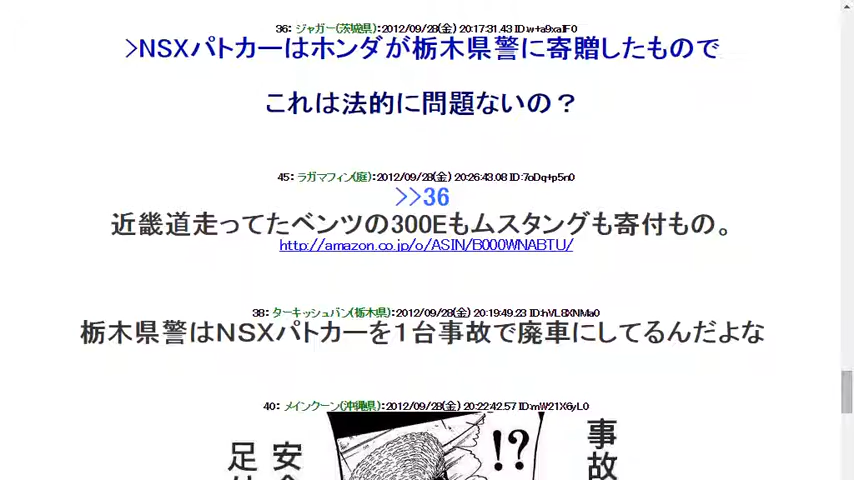 36: ジャガー(茨城県):2012/09/28(金) 20:17:31.43 ID:w+a9xaIF0
>NSXパトカーはホンダが栃木県警に寄贈したもので
これは法的に問題ないの？
45: ラガマフィン(庭):2012/09/28(金) 20:26:43.08 ID:7oDq+p5n0
>>36
近畿道走ってたベンツの300Eもムスタングも寄付もの。
http://amazon.co.jp/o/ASIN/B000WNABTU/
38: ターキッシュバン(栃木県):2012/09/28(金) 20:19:49.23 ID:hVL8XNMa0
栃木県警はNSXパトカーを1台事故で廃車にしてるんだよな
40: メインクーン(沖縄県):2012/09/28(金) 20:22:42.57 ID:mW21X6yL0
事故
!?
安全
足